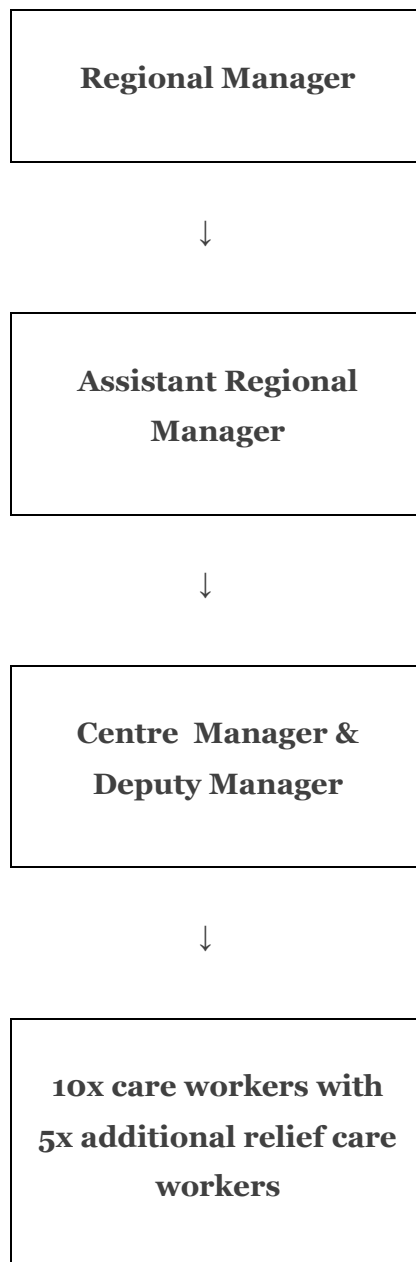 Regional Manager
↓
Assistant Regional
Manager
↓
Centre  Manager &
Deputy Manager
↓
10x care workers with
5x additional relief care
workers